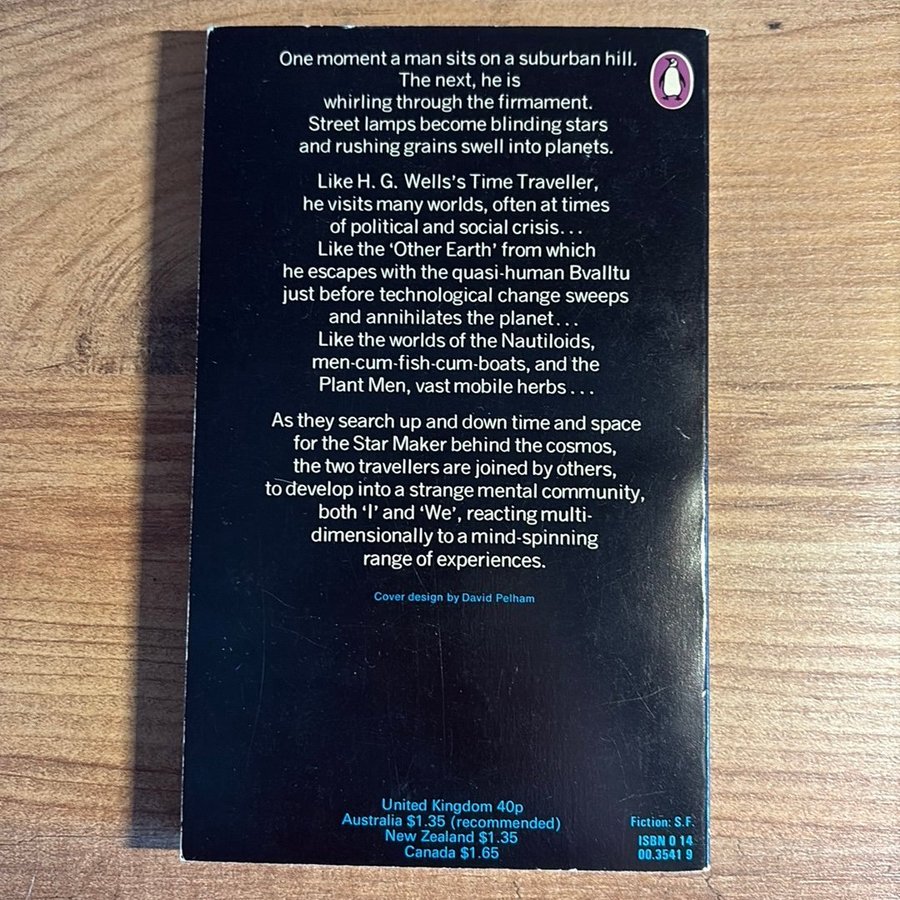 One moment a man sits on a suburban hill.
The next, he is
whirling through the firmament.
Street lamps become blinding stars
and rushing grains swell into planets.
Like H. G. Wells's Time Traveller,
he visits many worlds, often at times
of political and social crisis...
Like the 'Other Earth' from which
he escapes with the quasi-human Bvalltu
just before technological change sweeps
and annihilates the planet...
Like the worlds of the Nautiloids,
men-cum-fish-cum-boats, and the
Plant Men, vast mobile herbs...
As they search up and down time and space
for the Star Maker behind the cosmos,
the two travellers are joined by others,
to develop into a strange mental community,
both 'I' and 'We', reacting multi-
dimensionally to a mind-spinning
range of experiences.
Cover design by David Pelham
United Kingdom 40p
Australia $1.35 (recommended)
New Zealand $1.35
Canada $1.65
Fiction: S.F.
ISBN 0 14
00.3541 9